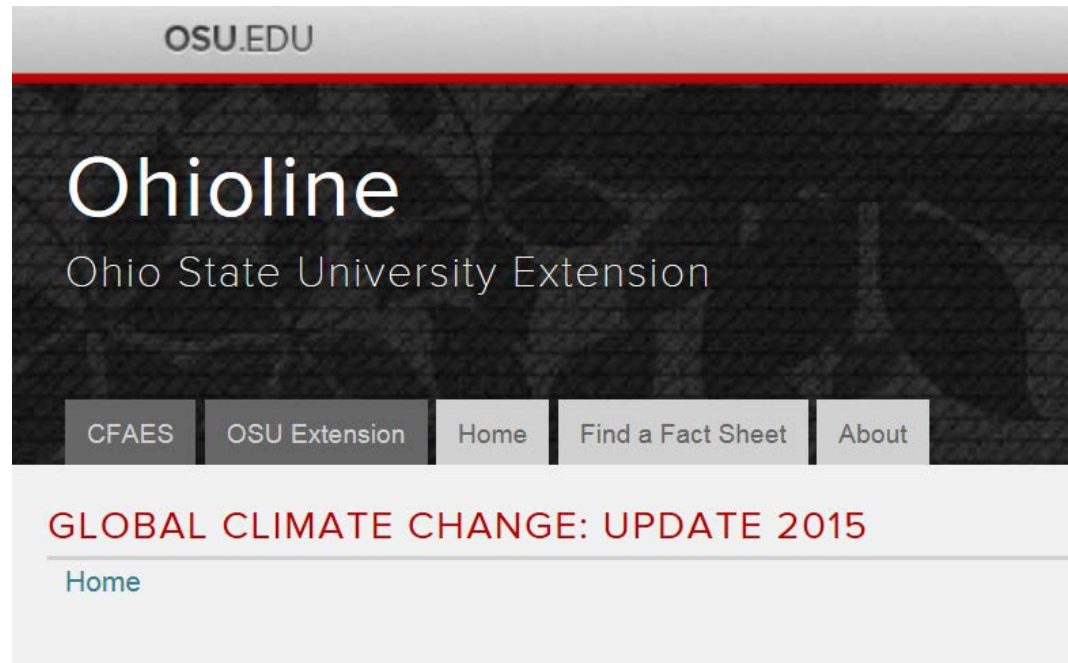 OSU.EDU
Ohioline
Ohio State University Extension
CFAES OSU Extension Home Find a Fact Sheet About
GLOBAL CLIMATE CHANGE: UPDATE 2015
Home